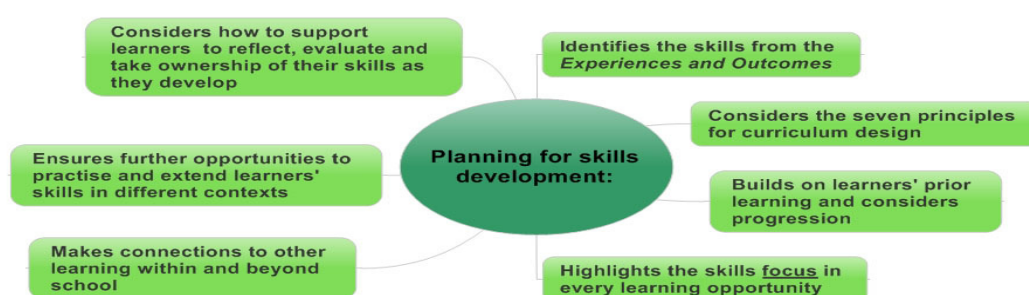 Considers how to support
learners to reflect, evaluate and
take ownership of their skills as
they develop
Identifies the skills from the
Experiences and Outcomes
Considers the seven principles
for curriculum design
Planning for skills
development:
Ensures further opportunities to
practise and extend learners'
skills in different contexts
Builds on learners' prior
learning and considers
progression
Makes connections to other
learning within and beyond
school
Highlights the skills focus in
every learning opportunity